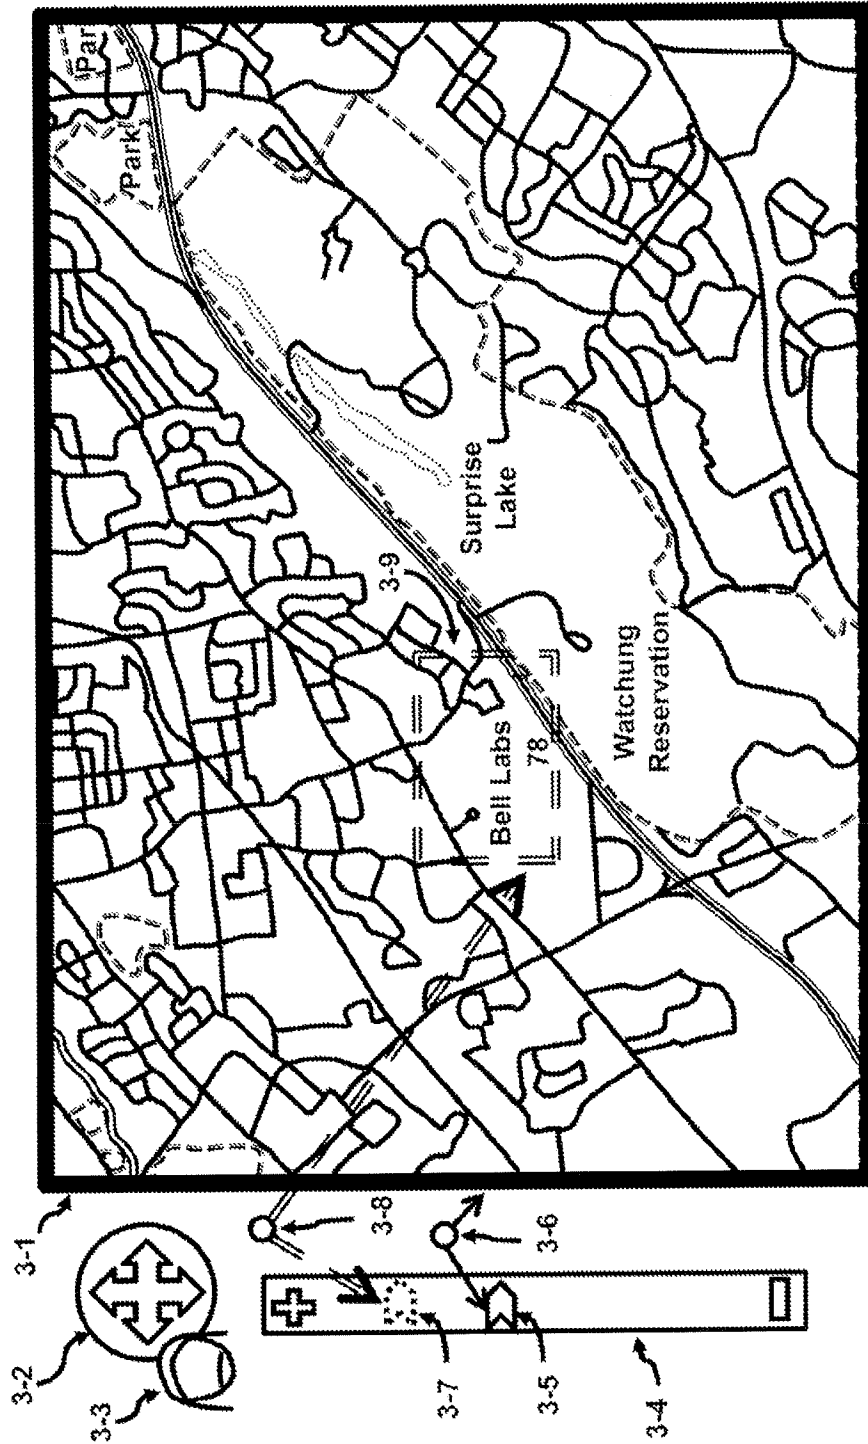 3-1
3-2
3-3
3-4
3-5
3-6
3-7
3-8
3-9
Park
Par
Surprise
Lake
Bell Labs
78
Watchung
Reservation